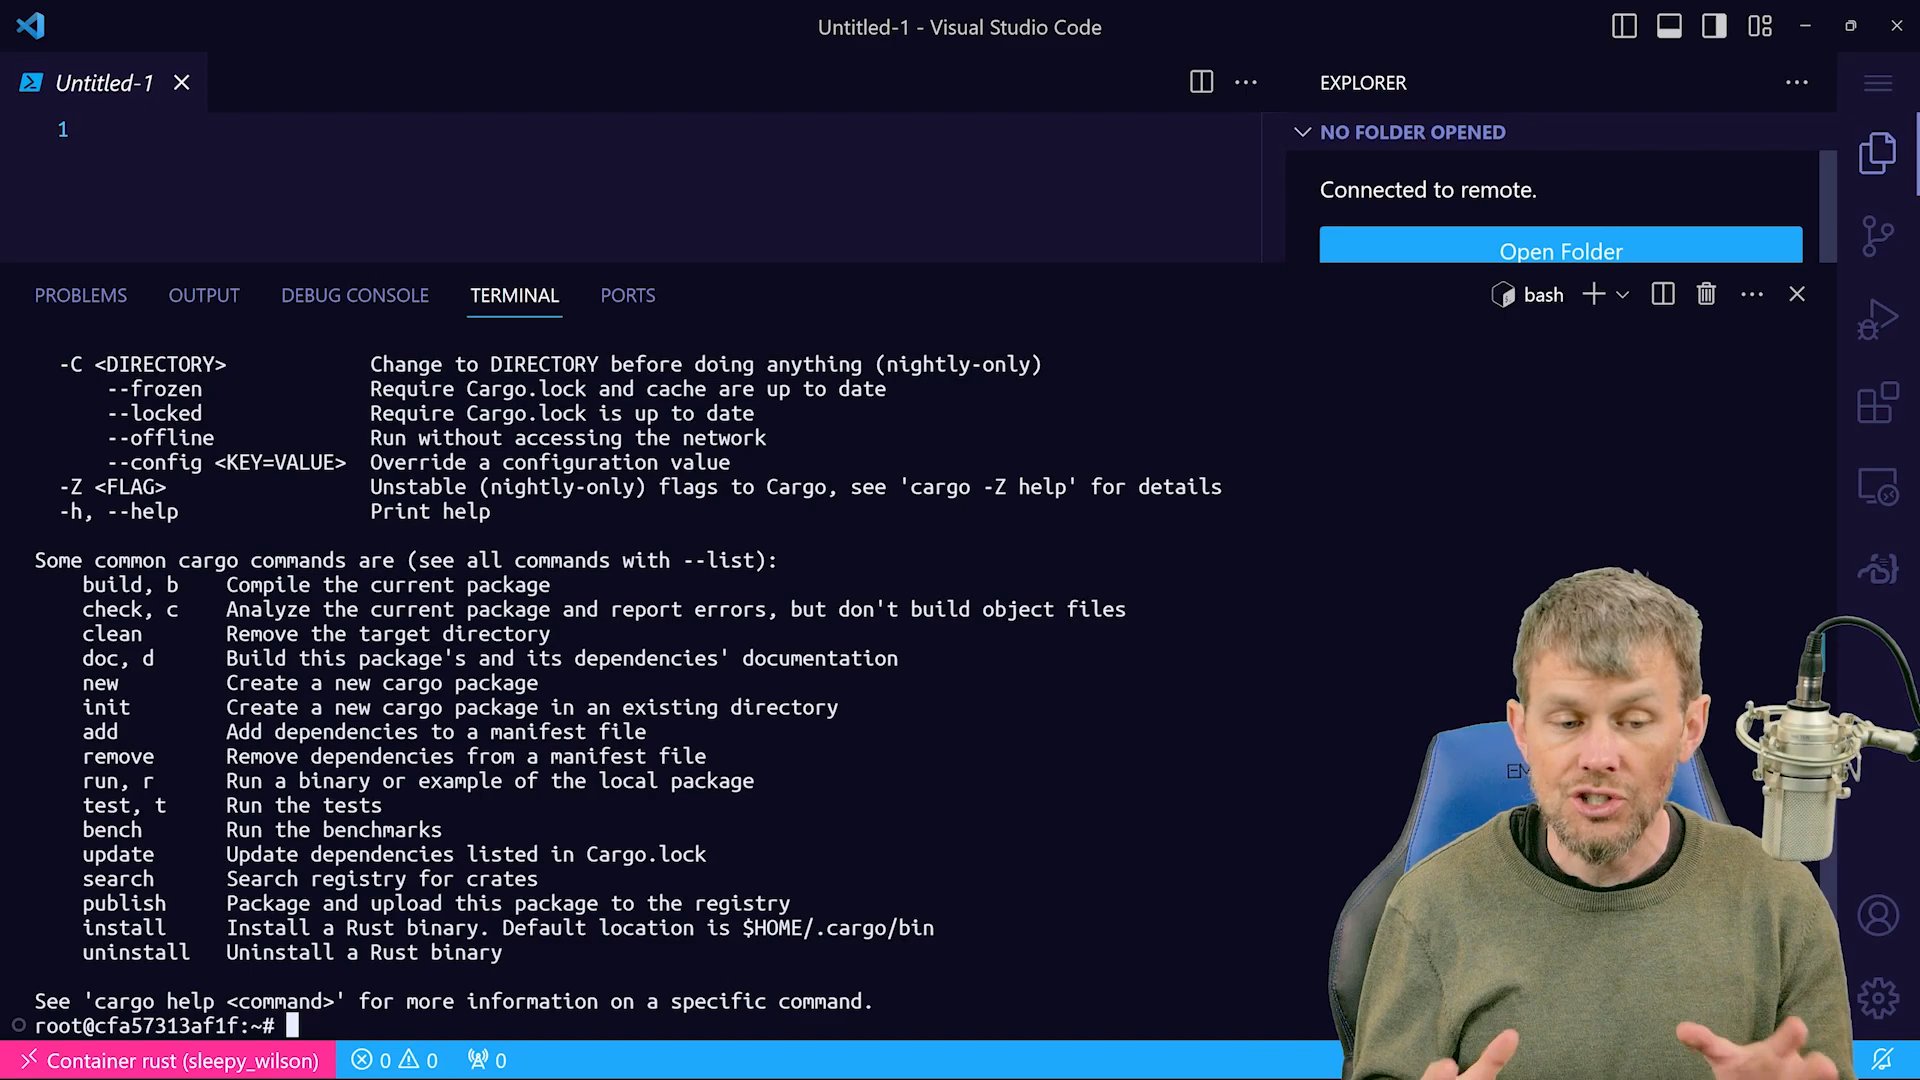 Untitled-1 - Visual Studio Code
Untitled-1
EXPLORER
1
NO FOLDER OPENED
Connected to remote.
Open Folder
PROBLEMS OUTPUT DEBUG CONSOLE TERMINAL PORTS
bash
-C <DIRECTORY> Change to DIRECTORY before doing anything (nightly-only)
--frozen Require Cargo.lock and cache are up to date
--locked Require Cargo.lock is up to date
--offline Run without accessing the network
--config <KEY=VALUE> Override a configuration value
-Z <FLAG> Unstable (nightly-only) flags to Cargo, see 'cargo -Z help' for details
-h, --help Print help
Some common cargo commands are (see all commands with --list):
build, b Compile the current package
check, c Analyze the current package and report errors, but don't build object files
clean Remove the target directory
doc, d Build this package's and its dependencies' documentation
new Create a new cargo package
init Create a new cargo package in an existing directory
add Add dependencies to a manifest file
remove Remove dependencies from a manifest file
run, r Run a binary or example of the local package
test, t Run the tests
bench Run the benchmarks
update Update dependencies listed in Cargo.lock
search Search registry for crates
publish Package and upload this package to the registry
install Install a Rust binary. Default location is $HOME/.cargo/bin
uninstall Uninstall a Rust binary
See 'cargo help <command>' for more information on a specific command.
root@cfa57313af1f:~#
Container rust (sleepy_wilson) 0 0 0